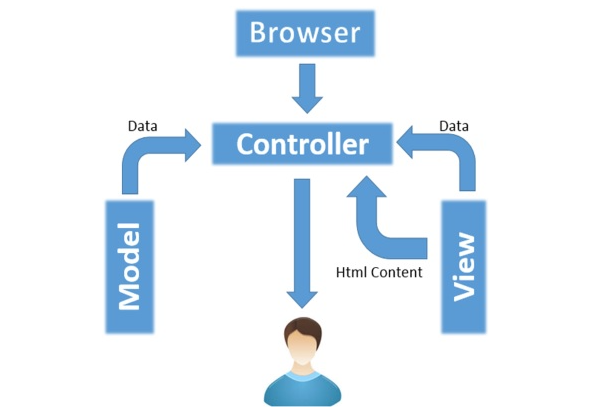 Browser
Data
Data
Controller
Model
View
Html Content